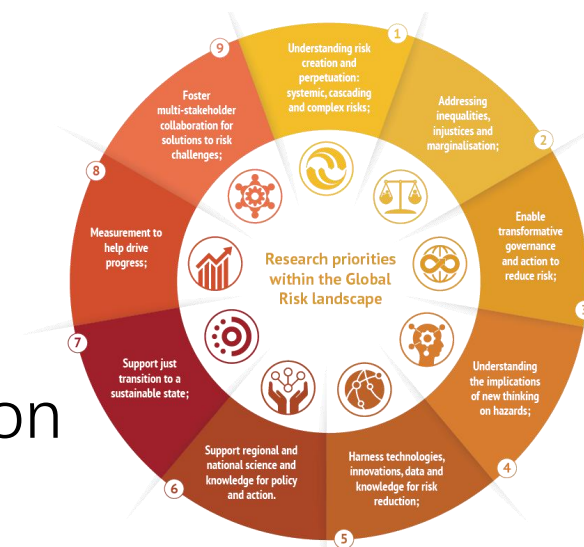 1
Understanding risk
creation and
perpetuation:
systemic, cascading
and complex risks;
2
Addressing
inequalities,
injustices and
marginalisation;
3
Enable
transformative
governance
and action to
reduce risk;
4
Understanding
the implications
of new thinking
on hazards;
5
Harness technologies,
innovations, data and
knowledge for risk
reduction;
6
Support regional and
national science and
knowledge for policy
and action.
7
Support just
transition to a
sustainable state;
8
Measurement to
help drive
progress;
9
Foster
multi-stakeholder
collaboration for
solutions to risk
challenges;
Research priorities
within the Global
Risk landscape
on